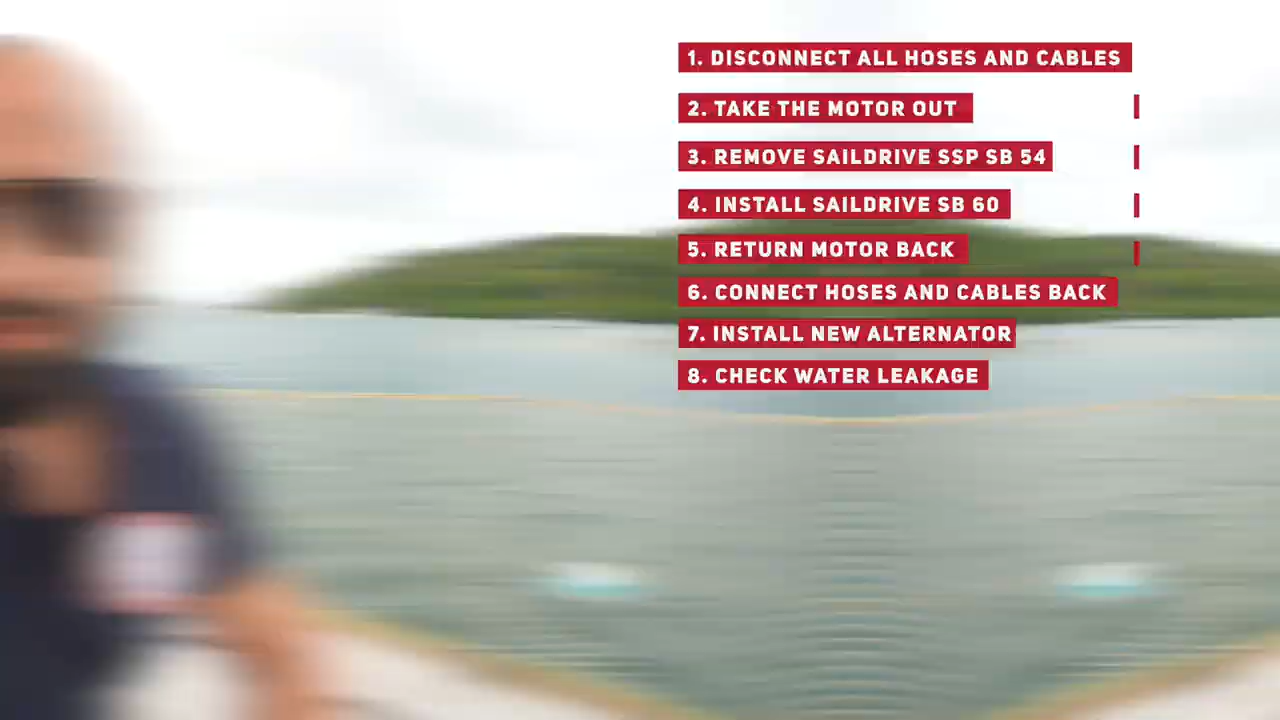 1. DISCONNECT ALL HOSES AND CABLES
2. TAKE THE MOTOR OUT
3. REMOVE SAILDRIVE SSP SB 54
4. INSTALL SAILDRIVE SB 60
5. RETURN MOTOR BACK
6. CONNECT HOSES AND CABLES BACK
7. INSTALL NEW ALTERNATOR
8. CHECK WATER LEAKAGE